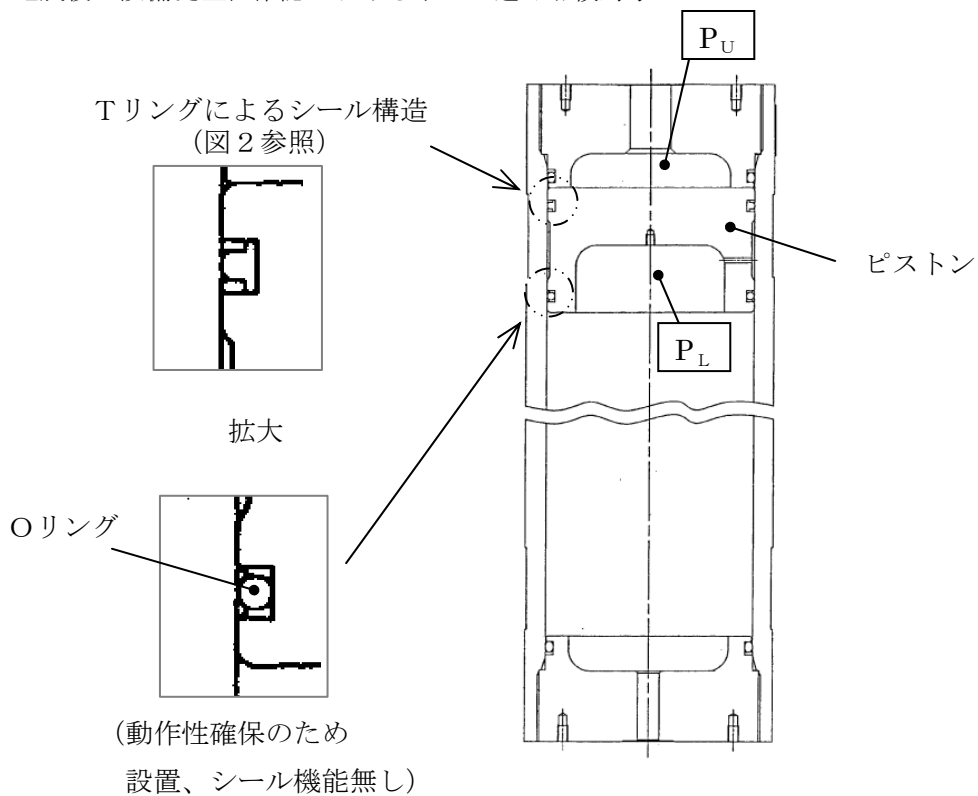 P_U
Tリングによるシール構造
(図2参照)
ピストン
P_L
拡大
Oリング
(動作性確保のため
設置、シール機能無し)